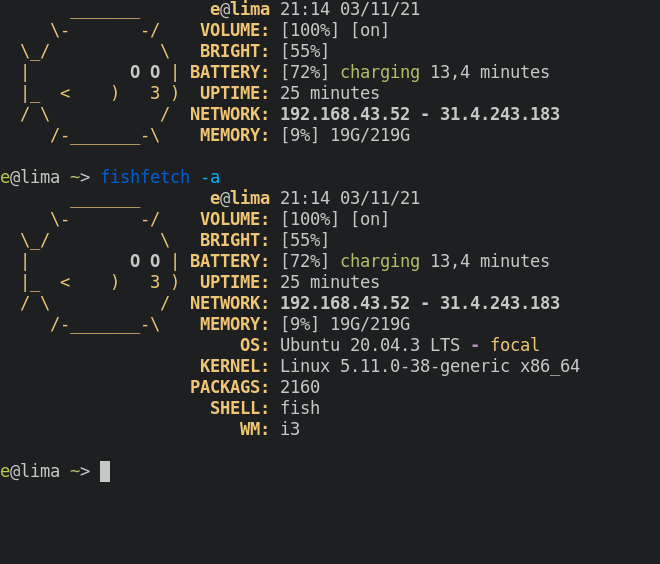 _______       e@lima 21:14 03/11/21
     \-       -/    VOLUME: [100%] [on]
  \_/           \   BRIGHT: [55%]
  |          O O | BATTERY: [72%] charging 13,4 minutes
  |_  <    )   3 )  UPTIME: 25 minutes
  / \           /  NETWORK: 192.168.43.52 - 31.4.243.183
     /-_______-\    MEMORY: [9%] 19G/219G
e@lima ~> fishfetch -a
       _______       e@lima 21:14 03/11/21
     \-       -/    VOLUME: [100%] [on]
  \_/           \   BRIGHT: [55%]
  |          O O | BATTERY: [72%] charging 13,4 minutes
  |_  <    )   3 )  UPTIME: 25 minutes
  / \           /  NETWORK: 192.168.43.52 - 31.4.243.183
     /-_______-\    MEMORY: [9%] 19G/219G
                        OS: Ubuntu 20.04.3 LTS - focal
                    KERNEL: Linux 5.11.0-38-generic x86_64
                   PACKAGS: 2160
                     SHELL: fish
                        WM: i3
e@lima ~>